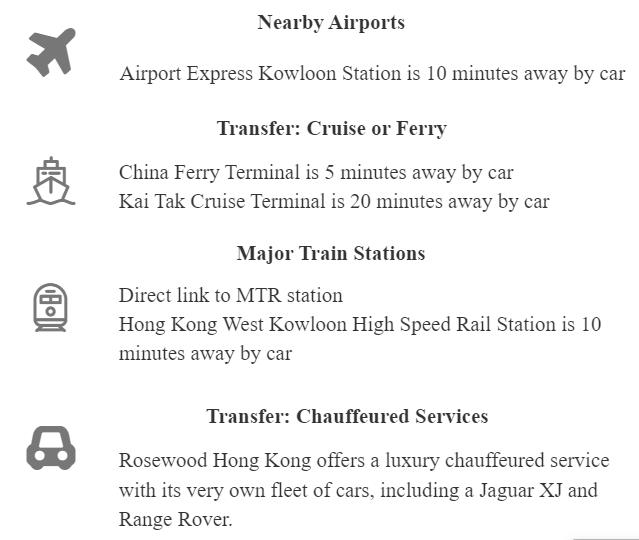 Nearby Airports
Airport Express Kowloon Station is 10 minutes away by car
Transfer: Cruise or Ferry
China Ferry Terminal is 5 minutes away by car
Kai Tak Cruise Terminal is 20 minutes away by car
Major Train Stations
Direct link to MTR station
Hong Kong West Kowloon High Speed Rail Station is 10
minutes away by car
Transfer: Chauffeured Services
Rosewood Hong Kong offers a luxury chauffeured service
with its very own fleet of cars, including a Jaguar XJ and
Range Rover.